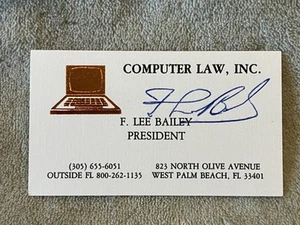 COMPUTER LAW, INC.
F. LEE BAILEY
PRESIDENT
(305) 655-6051 823 NORTH OLIVE AVENUE
OUTSIDE FL 800-262-1135 WEST PALM BEACH, FL 33401